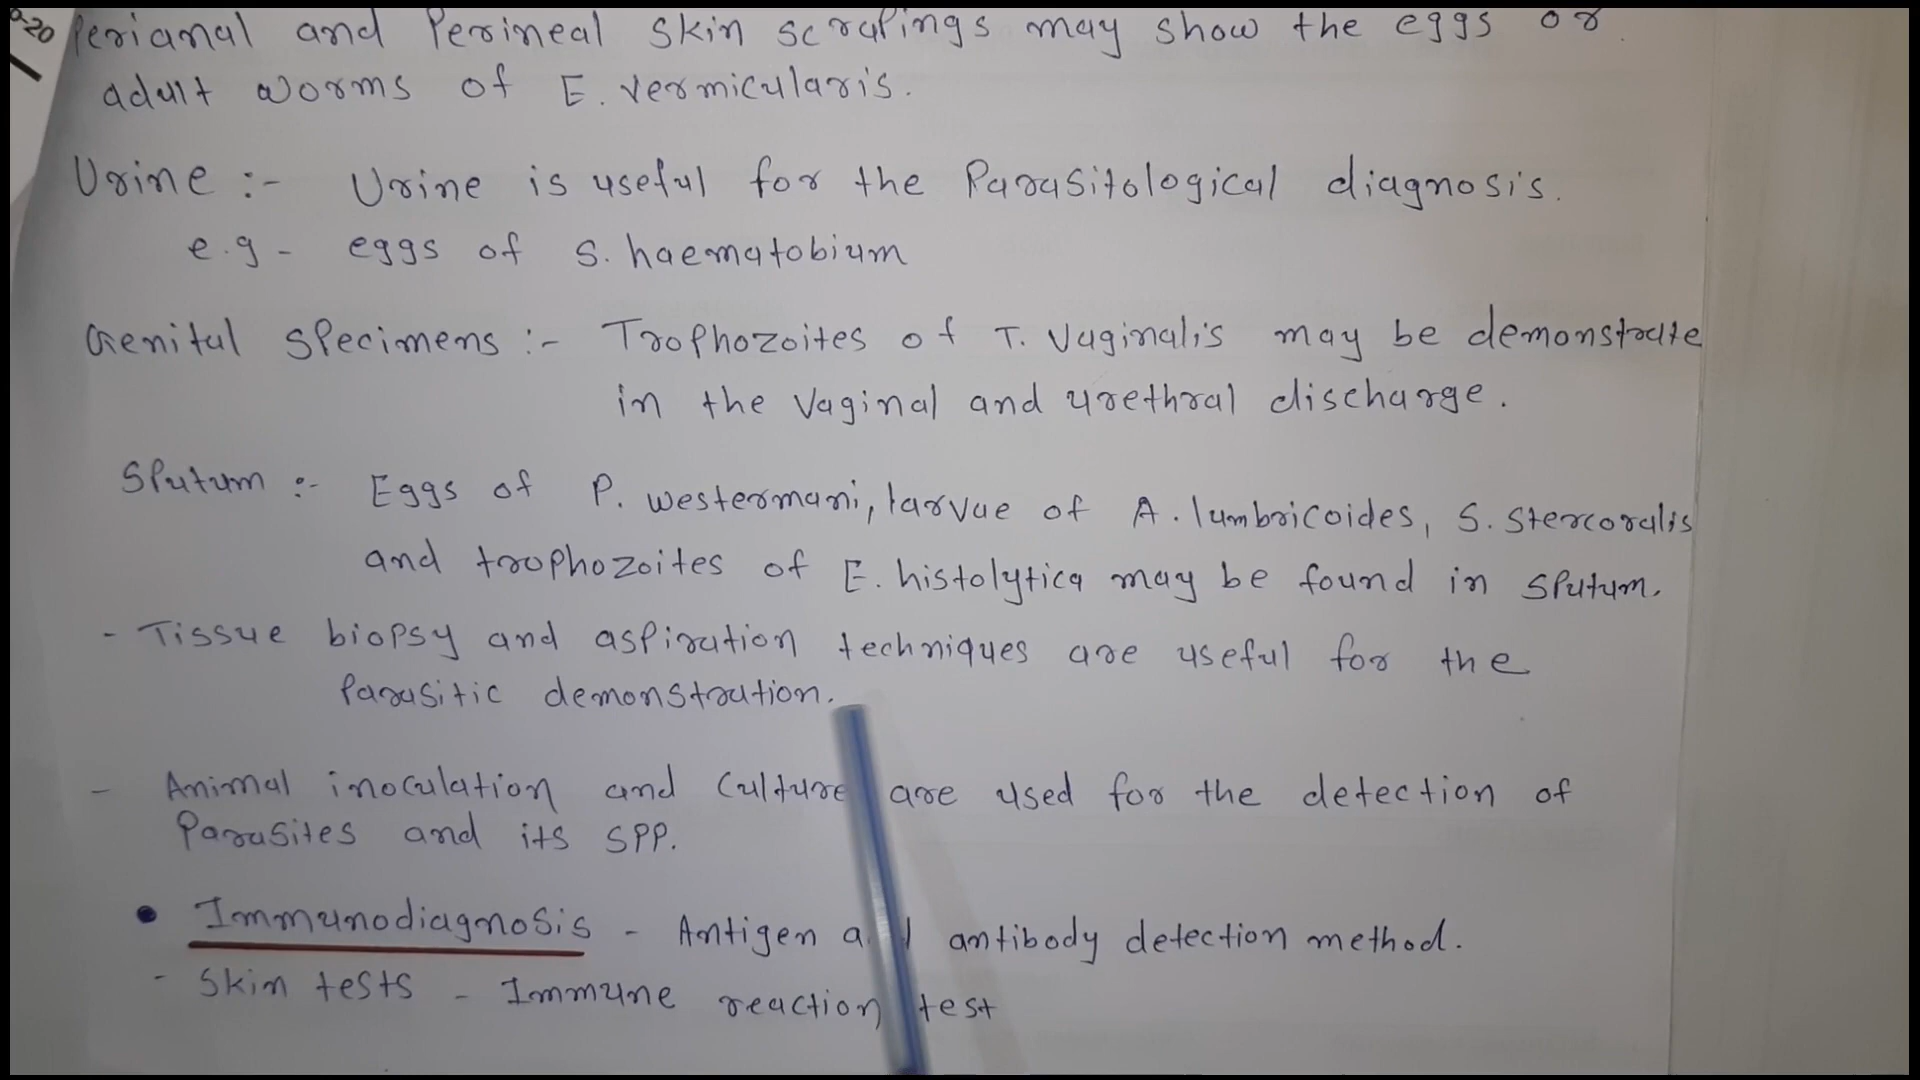 0-20
Perianal and Perineal skin scrapings may show the eggs or
adult worms of E. vermicularis.
Urine :- Urine is useful for the Parasitological diagnosis.
e.g - eggs of S. haematobium
Genital specimens :- Trophozoites of T. Vaginalis may be demonstrate
in the vaginal and urethral discharge.
Sputum :- Eggs of P. westermani, larvae of A. lumbricoides, S. stercoralis
and trophozoites of E. histolytica may be found in sputum.
- Tissue biopsy and aspiration techniques are useful for the
Parasitic demonstration.
- Animal inoculation and culture are used for the detection of
Parasites and its SPP.
• Immunodiagnosis - Antigen antibody detection method.
- Skin tests - Immune reaction test